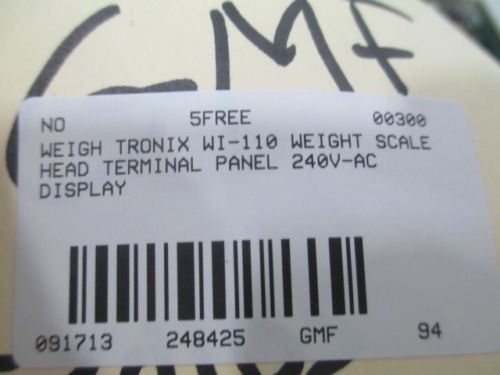 GMF
NO 5FREE 00300
WEIGH TRONIX WI-110 WEIGHT SCALE
HEAD TERMINAL PANEL 240V-AC
DISPLAY
091713 248425 GMF 94